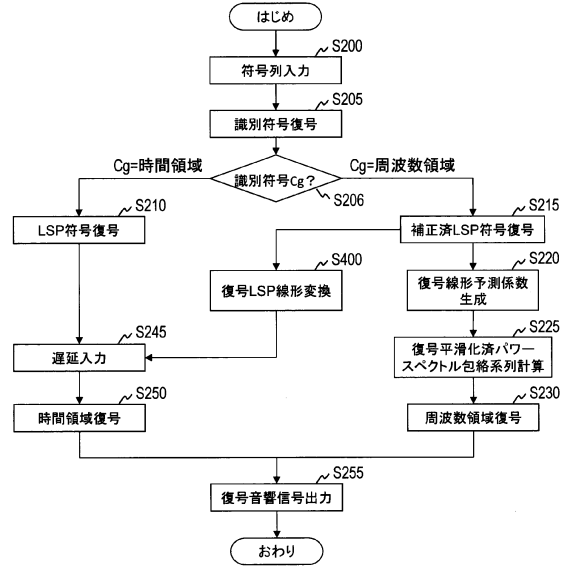 はじめ
S200
符号列入力
S205
識別符号復号
Cg=時間領域
Cg=周波数領域
識別符号Cg?
S206
S210
LSP符号復号
S215
補正済LSP符号復号
S400
復号LSP線形変換
S220
復号線形予測係数
生成
S225
復号平滑化済パワー
スペクトル包絡系列計算
S245
遅延入力
S250
時間領域復号
S230
周波数領域復号
S255
復号音響信号出力
おわり